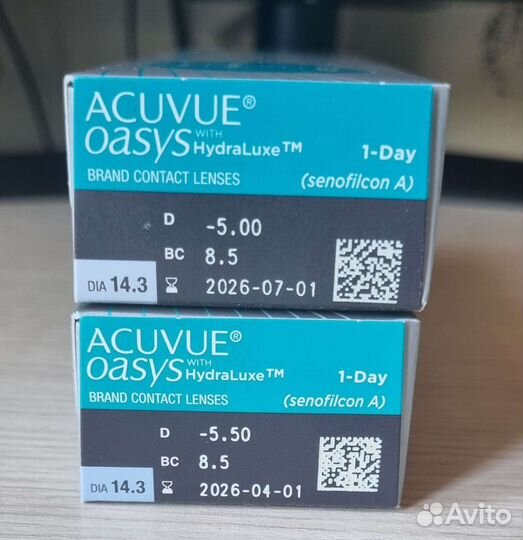 ACUVUE®
oasys WITH HydraLuxe™ 1-Day
BRAND CONTACT LENSES (senofilcon A)
D -5.00
BC 8.5
DIA 14.3 2026-07-01
ACUVUE®
oasys WITH HydraLuxe™ 1-Day
BRAND CONTACT LENSES (senofilcon A)
D -5.50
BC 8.5
DIA 14.3 2026-04-01
Avito